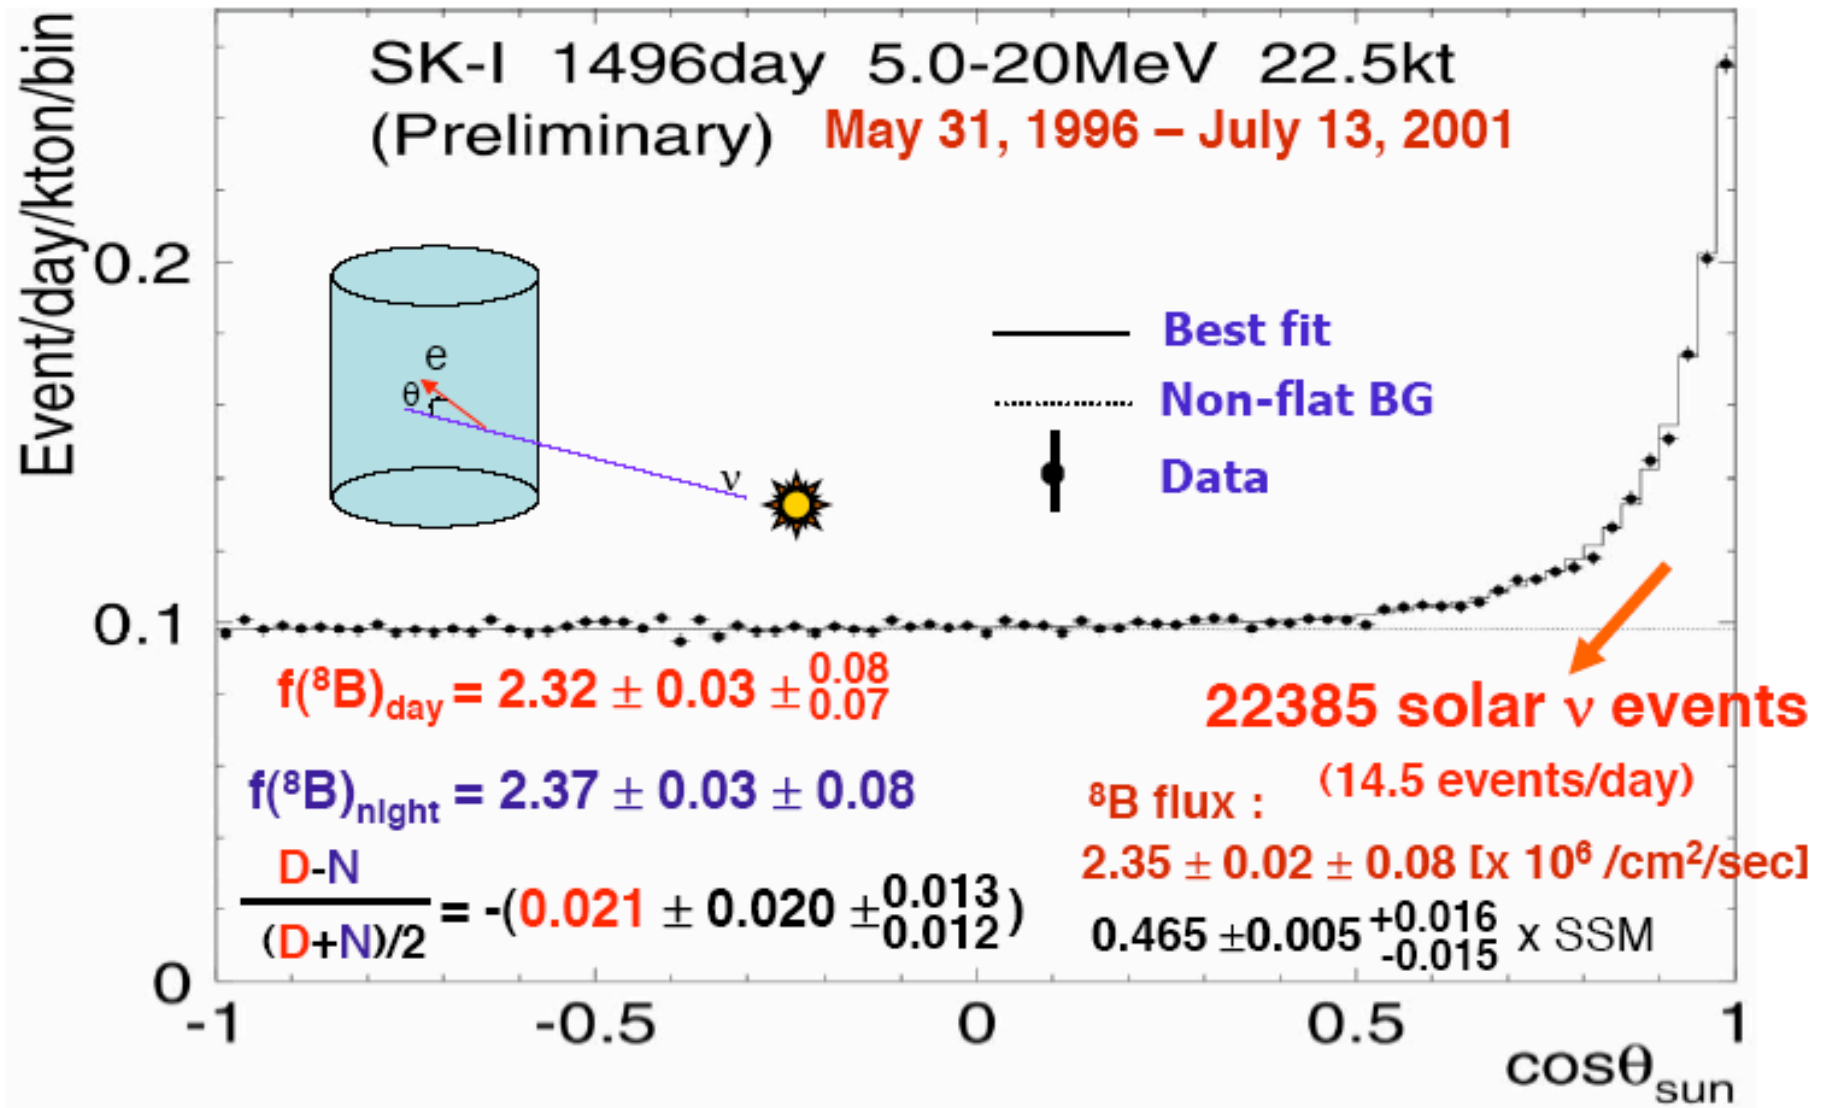 SK-I 1496day 5.0-20MeV 22.5kt
(Preliminary) May 31, 1996 – July 13, 2001
Event/day/kton/bin
0.2
0.1
0
e
θ
ν
Best fit
Non-flat BG
Data
f(⁸B)day = 2.32 ± 0.03 ± 0.08 0.07
f(⁸B)night = 2.37 ± 0.03 ± 0.08
D-N
(D+N)/2
= -(0.021 ± 0.020 ± 0.013 0.012)
22385 solar ν events
(14.5 events/day)
⁸B flux :
2.35 ± 0.02 ± 0.08 [x 10⁶ /cm²/sec]
0.465 ±0.005 +0.016 -0.015 x SSM
-1 -0.5 0 0.5 1
cosθsun